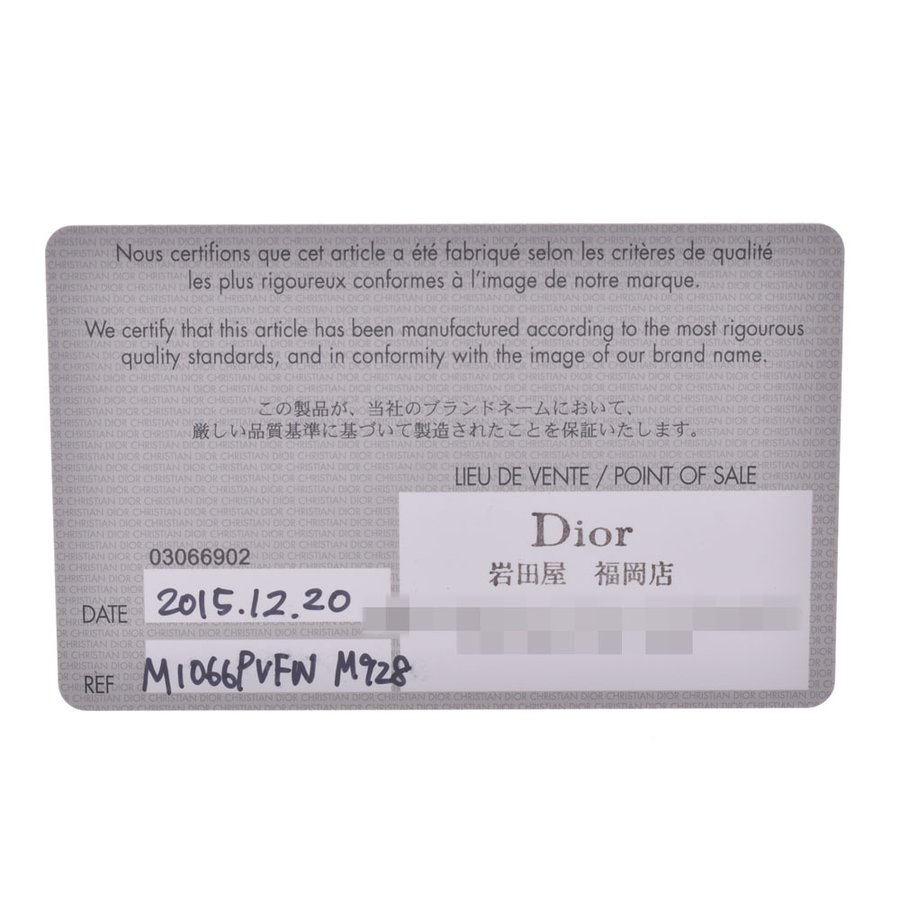 Nous certifions que cet article a été fabriqué selon les critères de qualité
les plus rigoureux conformes à l'image de notre marque.
We certify that this article has been manufactured according to the most rigourous
quality standards, and in conformity with the image of our brand name.
この製品が、当社のブランドネームにおいて、
厳しい品質基準に基づいて製造されたことを保証いたします。
LIEU DE VENTE / POINT OF SALE
Dior
岩田屋 福岡店
03066902
DATE 2015.12.20
REF M1066PVFW M928